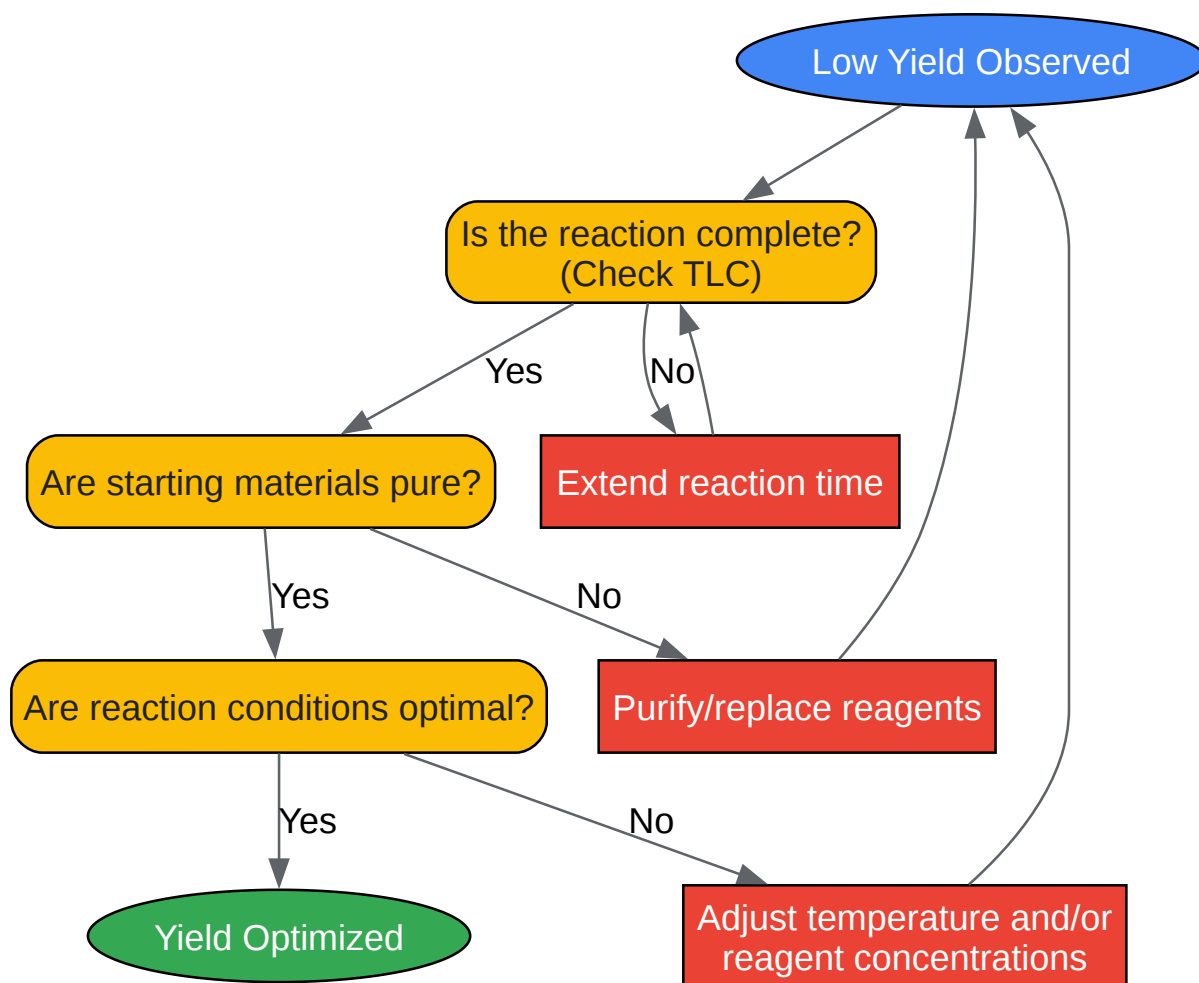 Low Yield Observed
Is the reaction complete?
(Check TLC)
Yes
No
Are starting materials pure?
Extend reaction time
Yes
No
Are reaction conditions optimal?
Purify/replace reagents
Yes
No
Yield Optimized
Adjust temperature and/or
reagent concentrations